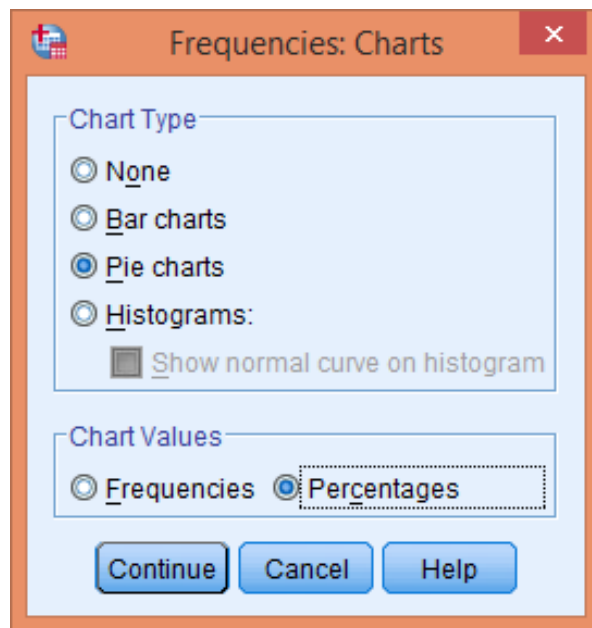 Frequencies: Charts
Chart Type
None
Bar charts
Pie charts
Histograms:
Show normal curve on histogram
Chart Values
Frequencies Percentages
Continue Cancel Help